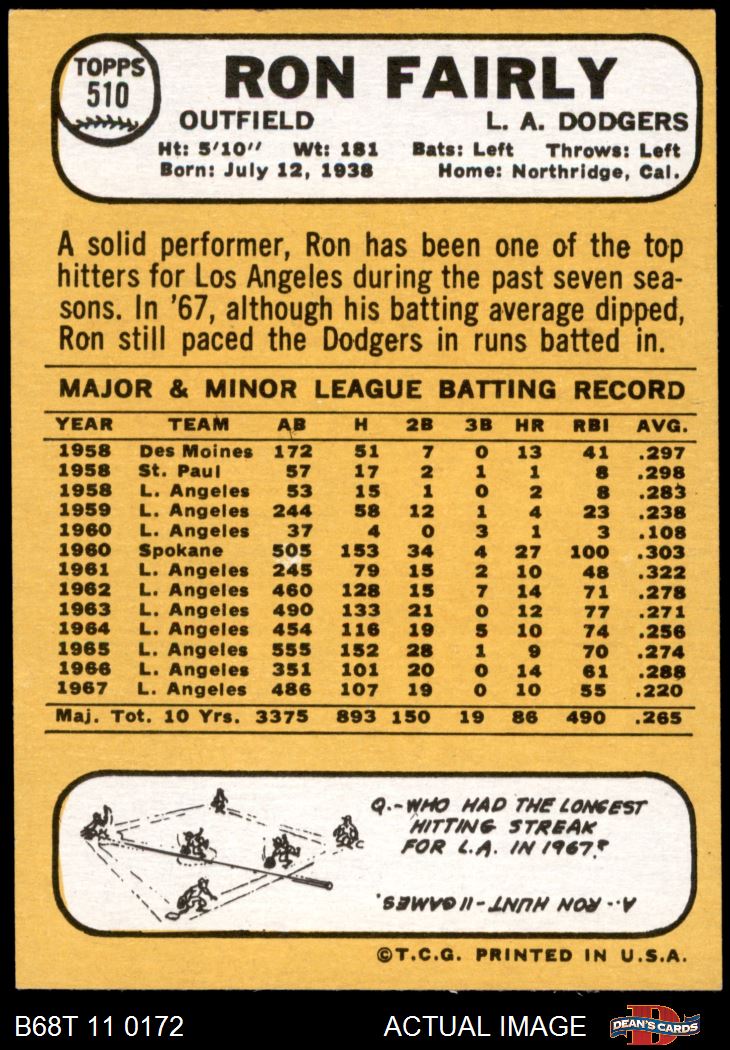 TOPPS
510
RON FAIRLY
OUTFIELD L. A. DODGERS
Ht: 5'10" Wt: 181 Bats: Left Throws: Left
Born: July 12, 1938 Home: Northridge, Cal.
A solid performer, Ron has been one of the top
hitters for Los Angeles during the past seven sea-
sons. In '67, although his batting average dipped,
Ron still paced the Dodgers in runs batted in.
MAJOR & MINOR LEAGUE BATTING RECORD
YEAR TEAM AB H 2B 3B HR RBI AVG.
1958 Des Moines 172 51 7 0 13 41 .297
1958 St. Paul 57 17 2 1 1 8 .298
1958 L. Angeles 53 15 1 0 2 8 .283
1959 L. Angeles 244 58 12 1 4 23 .238
1960 L. Angeles 37 4 0 3 1 3 .108
1960 Spokane 505 153 34 4 27 100 .303
1961 L. Angeles 245 79 15 2 10 48 .322
1962 L. Angeles 460 128 15 7 14 71 .278
1963 L. Angeles 490 133 21 0 12 77 .271
1964 L. Angeles 454 116 19 5 10 74 .256
1965 L. Angeles 555 152 28 1 9 70 .274
1966 L. Angeles 351 101 20 0 14 61 .288
1967 L. Angeles 486 107 19 0 10 55 .220
Maj. Tot. 10 Yrs. 3375 893 150 19 86 490 .265
Q.-WHO HAD THE LONGEST
HITTING STREAK
FOR L.A. IN 1967?
A.. RON HUNT-11 GAMES.
©T.C.G. PRINTED IN U.S.A.
B68T 11 0172 ACTUAL IMAGE
D
DEAN'S CARDS